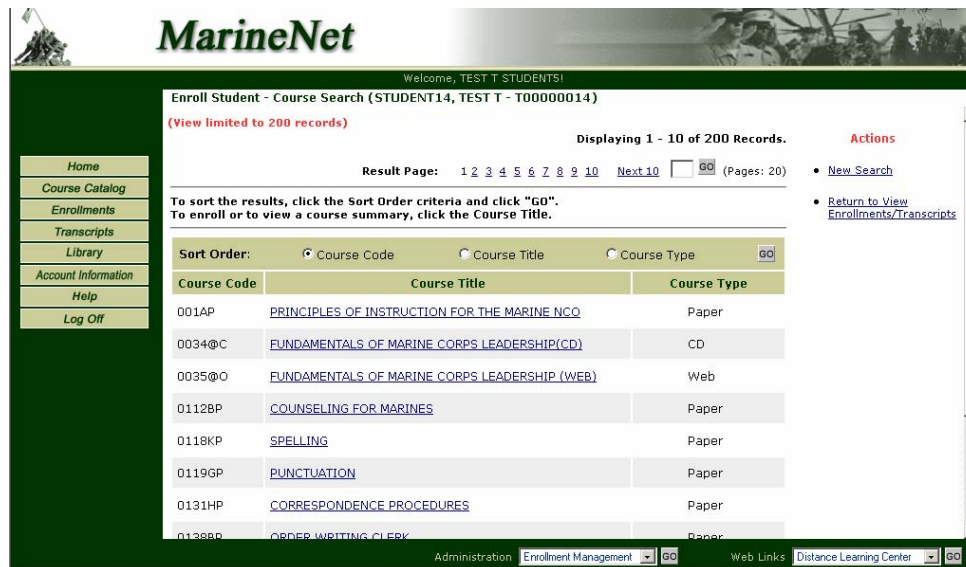 MarineNet
Welcome, TEST T STUDENT5!
Enroll Student - Course Search (STUDENT14, TEST T - T00000014)
(View limited to 200 records)
Displaying 1 - 10 of 200 Records.
Actions
Result Page: 1 2 3 4 5 6 7 8 9 10 Next 10 GO (Pages: 20)
New Search
Return to View
Enrollments/Transcripts
Home
Course Catalog
Enrollments
Transcripts
Library
Account Information
Help
Log Off
To sort the results, click the Sort Order criteria and click "GO".
To enroll or to view a course summary, click the Course Title.
Sort Order: Course Code Course Title Course Type GO
Course Code Course Title Course Type
001AP PRINCIPLES OF INSTRUCTION FOR THE MARINE NCO Paper
0034@C FUNDAMENTALS OF MARINE CORPS LEADERSHIP(CD) CD
0035@O FUNDAMENTALS OF MARINE CORPS LEADERSHIP (WEB) Web
0112BP COUNSELING FOR MARINES Paper
0118KP SPELLING Paper
0119GP PUNCTUATION Paper
0131HP CORRESPONDENCE PROCEDURES Paper
0138BP ORDER WRITING CLERK Paper
Administration Enrollment Management GO Web Links Distance Learning Center GO